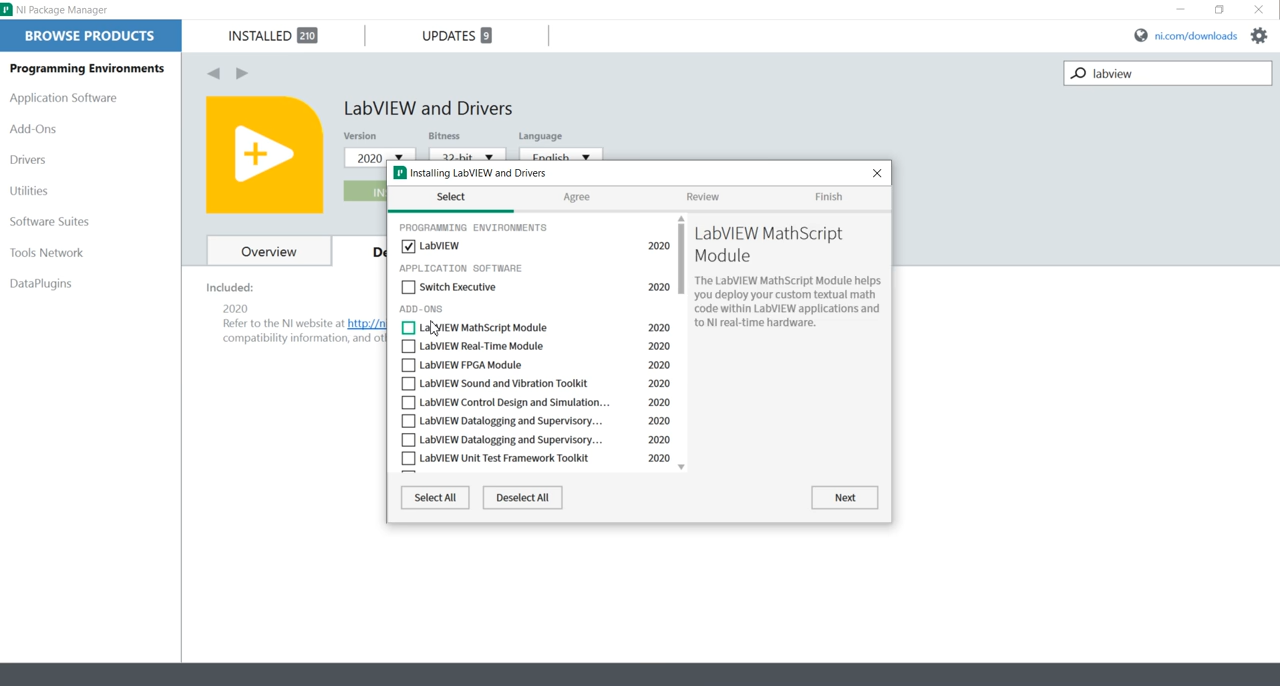 NI Package Manager
BROWSE PRODUCTS
INSTALLED 210
UPDATES 9
ni.com/downloads
Programming Environments
Application Software
Add-Ons
Drivers
Utilities
Software Suites
Tools Network
DataPlugins
labview
LabVIEW and Drivers
Version Bitness Language
2020 32-bit English
IN
Overview
De
Included:
2020
Refer to the NI website at http://n
compatibility information, and ot
Installing LabVIEW and Drivers
Select Agree Review Finish
PROGRAMMING ENVIRONMENTS
LabVIEW 2020
APPLICATION SOFTWARE
Switch Executive 2020
ADD-ONS
LabVIEW MathScript Module 2020
LabVIEW Real-Time Module 2020
LabVIEW FPGA Module 2020
LabVIEW Sound and Vibration Toolkit 2020
LabVIEW Control Design and Simulation... 2020
LabVIEW Datalogging and Supervisory... 2020
LabVIEW Datalogging and Supervisory... 2020
LabVIEW Unit Test Framework Toolkit 2020
LabVIEW MathScript
Module
The LabVIEW MathScript Module helps
you deploy your custom textual math
code within LabVIEW applications and
to NI real-time hardware.
Select All
Deselect All
Next